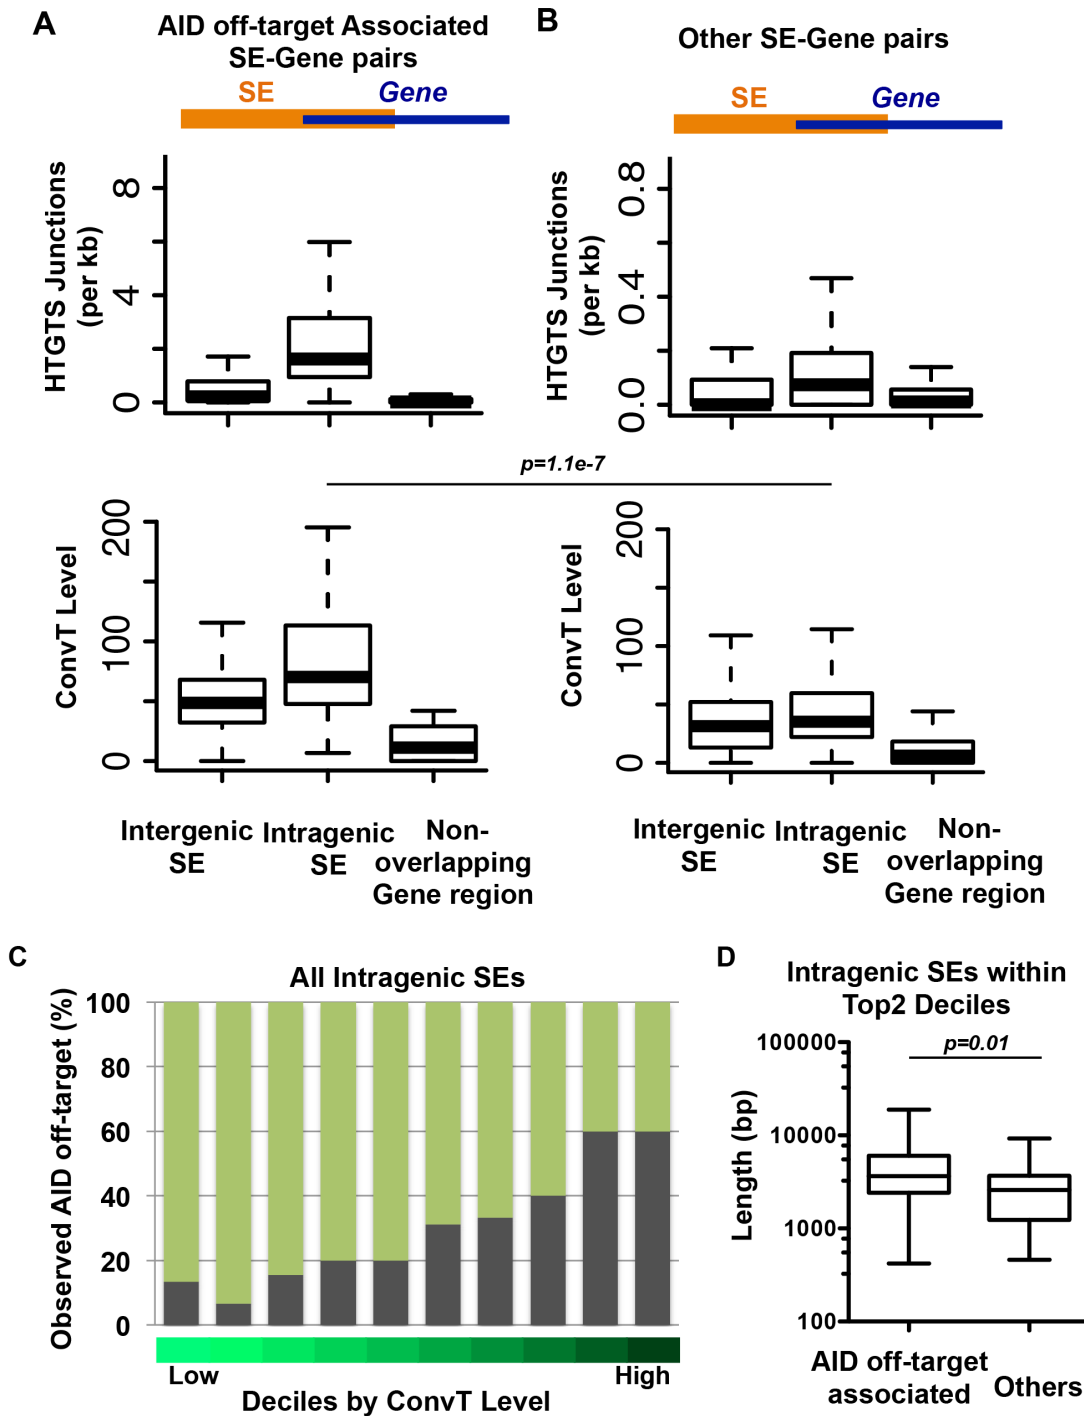 A
AID off-target Associated
SE-Gene pairs
SE
Gene
HTGTS Junctions
(per kb)
8
4
0
B
Other SE-Gene pairs
SE
Gene
HTGTS Junctions
(per kb)
0.8
0.4
0.0
p=1.1e-7
ConvT Level
200
100
0
Intergenic
SE
Intragenic
SE
Non-
overlapping
Gene region
ConvT Level
200
100
0
Intergenic
SE
Intragenic
SE
Non-
overlapping
Gene region
C
All Intragenic SEs
Observed AID off-target (%)
100
80
60
40
20
0
Low
High
Deciles by ConvT Level
D
Intragenic SEs within
Top2 Deciles
p=0.01
Length (bp)
100000
10000
1000
100
AID off-target
associated
Others